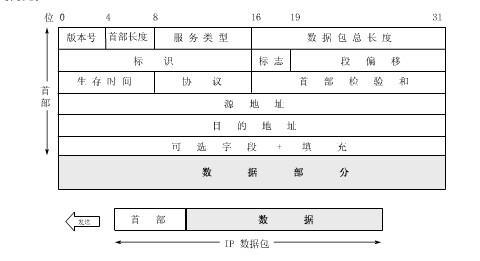 位 0 4 8 16 19 31
版本号 首部长度 服务类型 数据包总长度
标识 标志 段偏移
生存时间 协议 首部检验和
首部
源地址
目的地址
可选字段 + 填充
数据部分
发送 首部 数据
IP 数据包